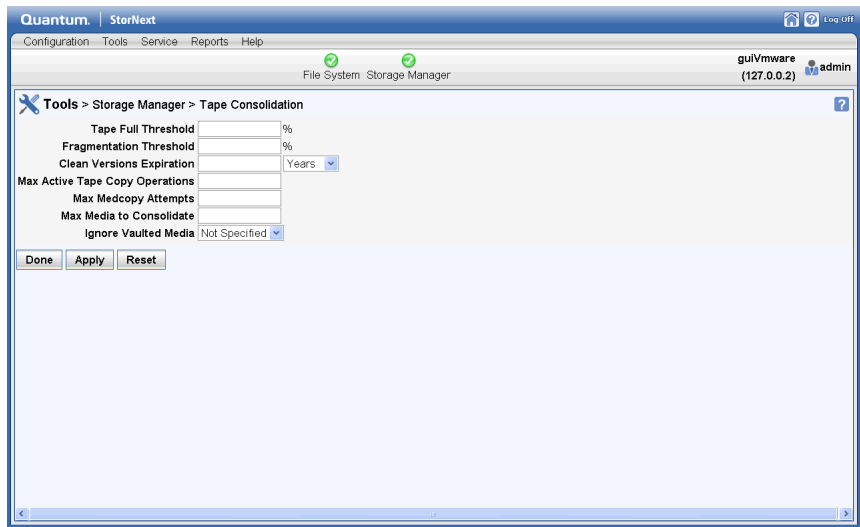 Quantum. StorNext Log Off
Configuration Tools Service Reports Help
File System Storage Manager
guiVmware
(127.0.0.2)
admin
Tools > Storage Manager > Tape Consolidation
Tape Full Threshold %
Fragmentation Threshold %
Clean Versions Expiration Years
Max Active Tape Copy Operations
Max Medcopy Attempts
Max Media to Consolidate
Ignore Vaulted Media Not Specified
Done Apply Reset